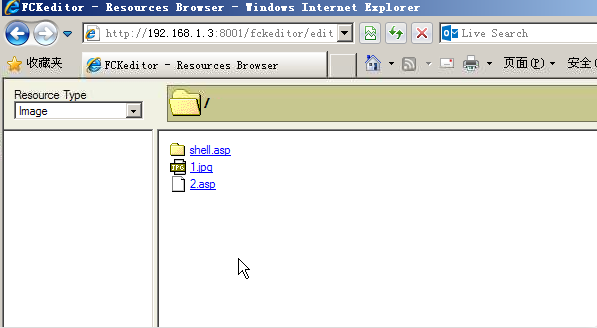 FCKeditor - Resources Browser - Windows Internet Explorer
http://192.168.1.3:8001/fckeditor/edit
Live Search
收藏夹
FCKeditor - Resources Browser
页面(P)
安全(
Resource Type
Image
/
shell.asp
JPG
1.jpg
2.asp